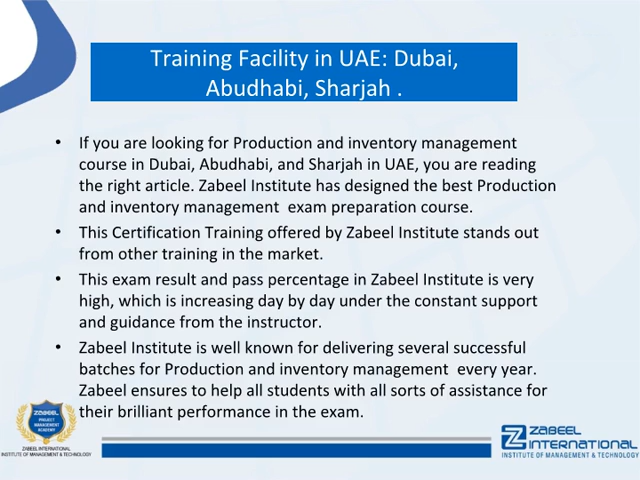 Training Facility in UAE: Dubai,
Abudhabi, Sharjah .
• If you are looking for Production and inventory management
course in Dubai, Abudhabi, and Sharjah in UAE, you are reading
the right article. Zabeel Institute has designed the best Production
and inventory management  exam preparation course.
• This Certification Training offered by Zabeel Institute stands out
from other training in the market.
• This exam result and pass percentage in Zabeel Institute is very
high, which is increasing day by day under the constant support
and guidance from the instructor.
• Zabeel Institute is well known for delivering several successful
batches for Production and inventory management  every year.
Zabeel ensures to help all students with all sorts of assistance for
their brilliant performance in the exam.
ZABEEL
PROJECT
MANAGEMENT
ACADEMY
ZABEEL INTERNATIONAL
INSTITUTE OF MANAGEMENT & TECHNOLOGY
ZABEEL
INTERNATIONAL
INSTITUTE OF MANAGEMENT & TECHNOLOGY